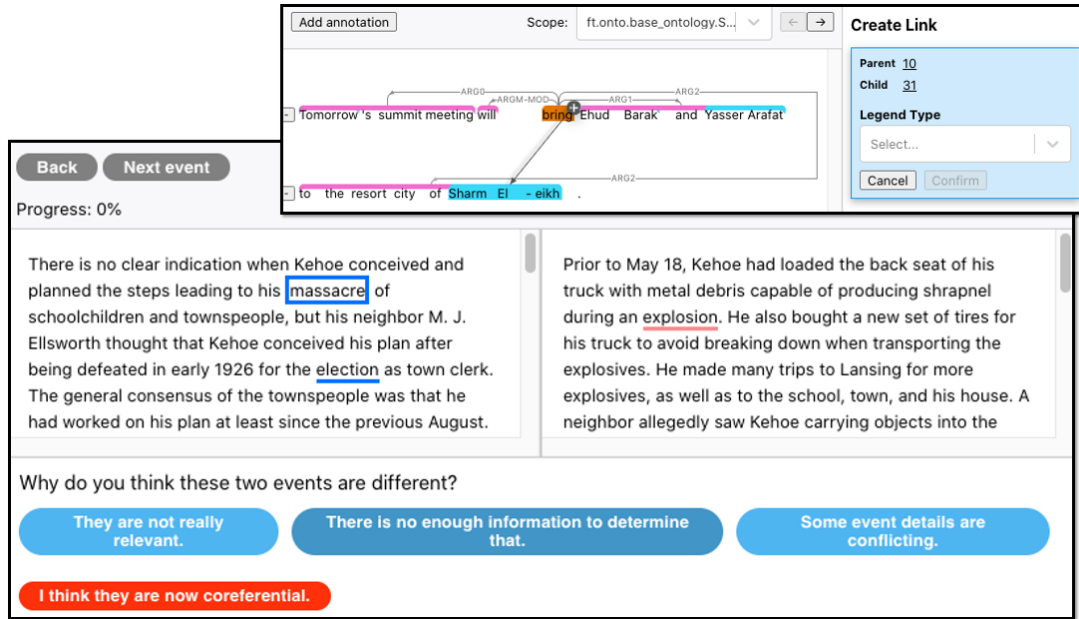 Add annotation
Scope:
ft.onto.base_ontology.S...
← →
Create Link
Parent 10
Child 31
Legend Type
Select...
Cancel Confirm
ARG0
ARGM-MOD
ARG1
ARG2
Tomorrow 's summit meeting will bring Ehud Barak and Yasser Arafat
ARG2
to the resort city of Sharm El - eikh .
Back Next event
Progress: 0%
There is no clear indication when Kehoe conceived and
planned the steps leading to his massacre of
schoolchildren and townspeople, but his neighbor M. J.
Ellsworth thought that Kehoe conceived his plan after
being defeated in early 1926 for the election as town clerk.
The general consensus of the townspeople was that he
had worked on his plan at least since the previous August.
Prior to May 18, Kehoe had loaded the back seat of his
truck with metal debris capable of producing shrapnel
during an explosion. He also bought a new set of tires for
his truck to avoid breaking down when transporting the
explosives. He made many trips to Lansing for more
explosives, as well as to the school, town, and his house. A
neighbor allegedly saw Kehoe carrying objects into the
Why do you think these two events are different?
They are not really
relevant.
There is no enough information to determine
that.
Some event details are
conflicting.
I think they are now coreferential.